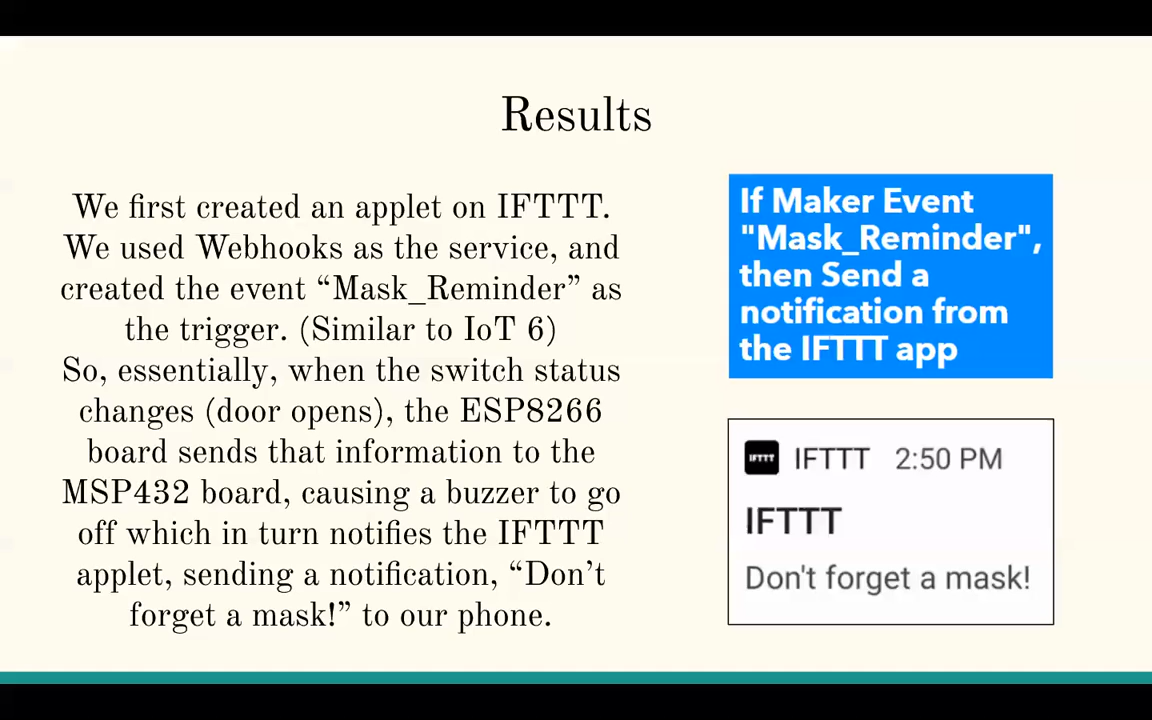 Results
We first created an applet on IFTTT.
We used Webhooks as the service, and
created the event “Mask_Reminder” as
the trigger. (Similar to IoT 6)
So, essentially, when the switch status
changes (door opens), the ESP8266
board sends that information to the
MSP432 board, causing a buzzer to go
off which in turn notifies the IFTTT
applet, sending a notification, “Don’t
forget a mask!” to our phone.
If Maker Event
"Mask_Reminder",
then Send a
notification from
the IFTTT app
IFTTT IFTTT 2:50 PM
IFTTT
Don't forget a mask!